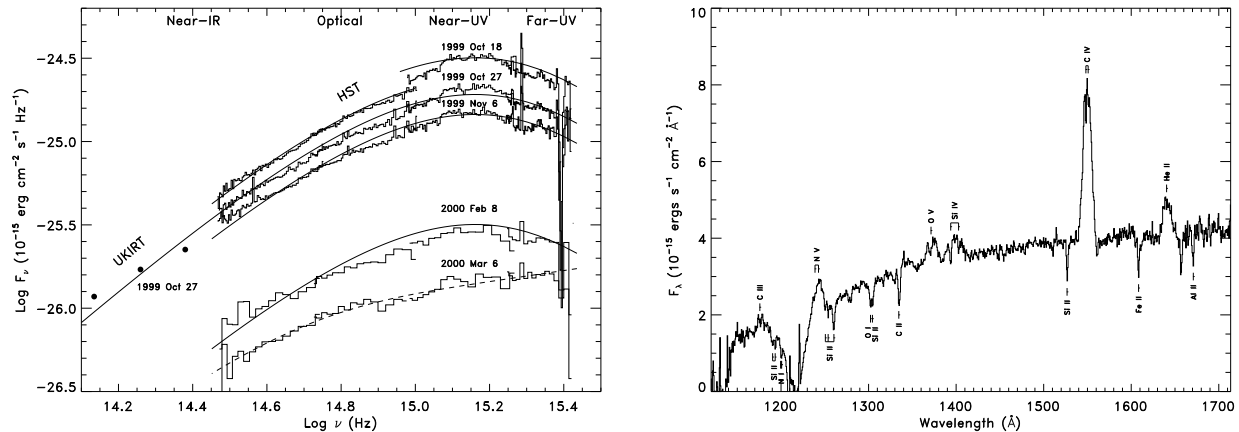 Near-IR Optical Near-UV Far-UV
1999 Oct 18
1999 Oct 27
1999 Nov 6
HST
2000 Feb 8
2000 Mar 6
UKIRT
1999 Oct 27
-24.5
-25.0
-25.5
-26.0
-26.5
14.2 14.4 14.6 14.8 15.0 15.2 15.4
Log ν (Hz)
Log Fν (10⁻¹⁵ erg cm⁻² s⁻¹ Hz⁻¹)
10
8
6
4
2
0
1200 1300 1400 1500 1600 1700
Wavelength (Å)
Fλ (10⁻¹⁵ ergs s⁻¹ cm⁻² Å⁻¹)
C III
Si II
N I
N V
Si II
O I
Si II
C II
O V
Si IV
Si II
C IV
Fe II
He II
Al II